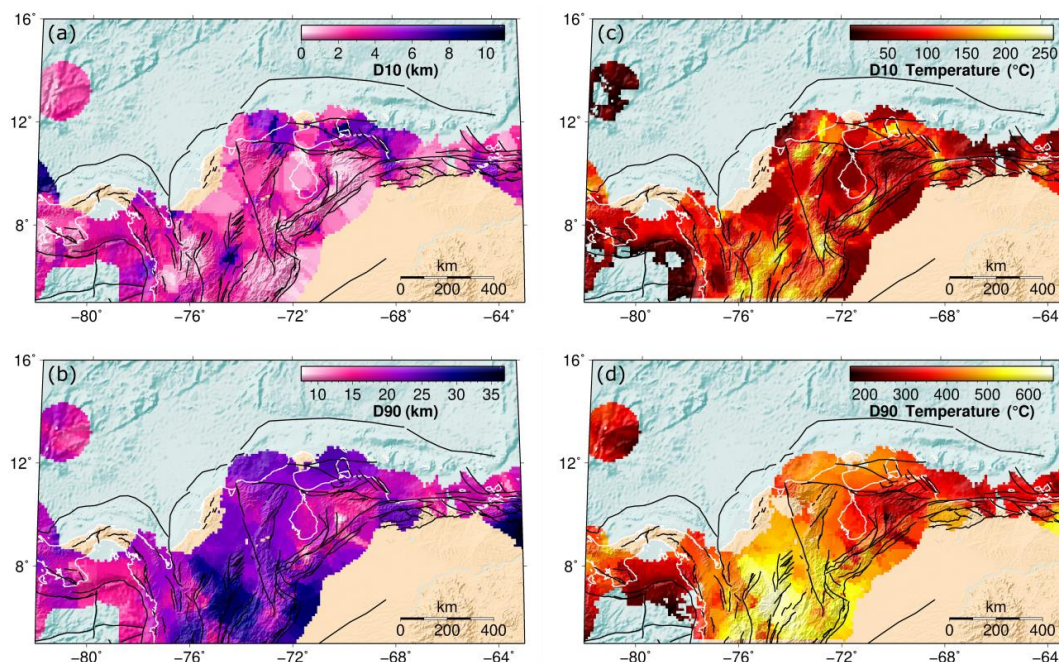 16°
(a)
0 2 4 6 8 10
D10 (km)
12°
8°
km
0 200 400
−80 −76 −72 −68 −64
16°
(c)
50 100 150 200 250
D10 Temperature (°C)
12°
8°
km
0 200 400
−80 −76 −72 −68 −64
16°
(b)
10 15 20 25 30 35
D90 (km)
12°
8°
km
0 200 400
−80 −76 −72 −68 −64
16°
(d)
200 300 400 500 600
D90 Temperature (°C)
12°
8°
km
0 200 400
−80 −76 −72 −68 −64